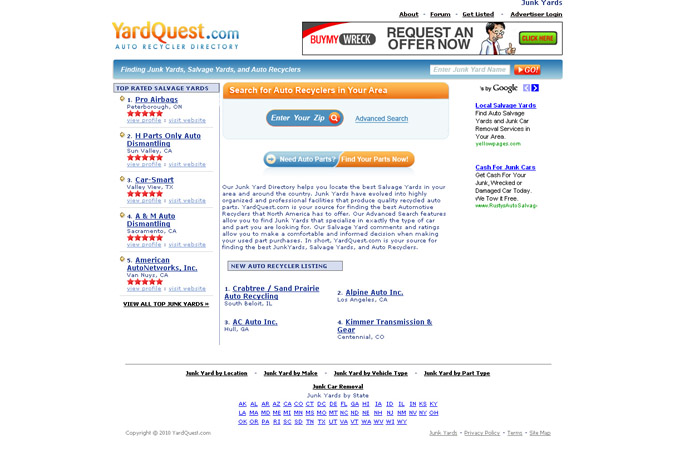 Junk Yards
About - Forum - Get Listed - Advertiser Login
YardQuest.com
AUTO RECYCLER DIRECTORY
BUYMY WRECK
REQUEST AN
OFFER NOW
CLICK HERE
Finding Junk Yards, Salvage Yards, and Auto Recyclers
Enter Junk Yard Name
GO!
TOP RATED SALVAGE YARDS
1. Pro Airbags
Peterborough, ON
view profile : visit website
2. H Parts Only Auto
Dismantling
Sun Valley, CA
view profile : visit website
3. Car-Smart
Valley View, TX
view profile : visit website
4. A & M Auto
Dismantling
Sacramento, CA
view profile : visit website
5. American
AutoNetworks, Inc.
Van Nuys, CA
view profile : visit website
VIEW ALL TOP JUNK YARDS »
Search for Auto Recyclers in Your Area
Enter Your Zip
Advanced Search
Need Auto Parts? Find Your Parts Now!
Our Junk Yard Directory helps you locate the best Salvage Yards in your
area and around the country. Junk Yards have evolved into highly
organized and professional facilities that produce quality recycled auto
parts. YardQuest.com is your source for finding the best Automotive
Recyclers that North America has to offer. Our Advanced Search features
allow you to find Junk Yards that specialize in exactly the type of car
and part you are looking for. Our Salvage Yard comments and ratings
allow you to make a comfortable and informed decision when making
your used part purchases. In short, YardQuest.com is your source for
finding the best JunkYards, Salvage Yards, and Auto Recyclers.
NEW AUTO RECYCLER LISTING
1. Crabtree / Sand Prairie
Auto Recycling
South Beloit, IL
2. Alpine Auto Inc.
Los Angeles, CA
3. AC Auto Inc.
Hull, GA
4. Kimmer Transmission &
Gear
Centennial, CO
's by Google
Local Salvage Yards
Find Auto Salvage
Yards and Junk Car
Removal Services in
Your Area.
yellowpages.com
Cash For Junk Cars
Get Cash For Your
Junk,Wrecked or
Damaged Car Today.
We Tow it Free.
www.RustysAuto-Salvag
Junk Yard by Location - Junk Yard by Make - Junk Yard by Vehicle Type - Junk Yard by Part Type
Junk Car Removal
Junk Yards by State
AK AL AR AZ CA CO CT DC DE FL GA HI IA ID IL IN KS KY
LA MA MD ME MI MN MS MO MT NC ND NE NH NJ NM NV NY OH
OK OR PA RI SC SD TN TX UT VA VT WA WV WI WY
Copyright © 2010 YardQuest.com
Junk Yards - Privacy Policy - Terms - Site Map